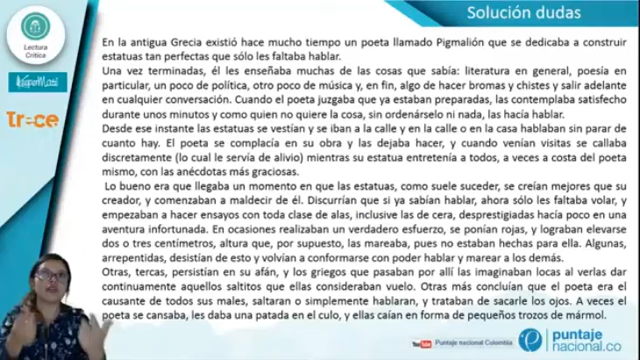 Solución dudas
Lectura
Crítica
Trece
En la antigua Grecia existió hace mucho tiempo un poeta llamado Pigmalión que se dedicaba a construir
estatuas tan perfectas que sólo les faltaba hablar.
Una vez terminadas, él les enseñaba muchas de las cosas que sabía: literatura en general, poesía en
particular, un poco de política, otro poco de música y, en fin, algo de hacer bromas y chistes y salir adelante
en cualquier conversación. Cuando el poeta juzgaba que ya estaban preparadas, las contemplaba satisfecho
durante unos minutos y como quien no quiere la cosa, sin ordenárselo ni nada, las hacía hablar.
Desde ese instante las estatuas se vestían y se iban a la calle y en la calle o en la casa hablaban sin parar de
cuanto hay. El poeta se complacía en su obra y las dejaba hacer, y cuando venían visitas se callaba
discretamente (lo cual le servía de alivio) mientras su estatua entretenía a todos, a veces a costa del poeta
mismo, con las anécdotas más graciosas.
Lo bueno era que llegaba un momento en que las estatuas, como suele suceder, se creían mejores que su
creador, y comenzaban a maldecir de él. Discurrían que si ya sabían hablar, ahora sólo les faltaba volar, y
empezaban a hacer ensayos con toda clase de alas, inclusive las de cera, desprestigiadas hacía poco en una
aventura infortunada. En ocasiones realizaban un verdadero esfuerzo, se ponían rojas, y lograban elevarse
dos o tres centímetros, altura que, por supuesto, las mareaba, pues no estaban hechas para ella. Algunas,
arrepentidas, desistían de esto y volvían a conformarse con poder hablar y marear a los demás.
Otras, tercas, persistían en su afán, y los griegos que pasaban por allí las imaginaban locas al verlas dar
continuamente aquellos saltitos que ellas consideraban vuelo. Otras más concluían que el poeta era el
causante de todos sus males, saltaran o simplemente hablaran, y trataban de sacarle los ojos. A veces el
poeta se cansaba, les daba una patada en el culo, y ellas caían en forma de pequeños trozos de mármol.
YouTube Puntaje nacional Colombia
puntaje
nacional.co